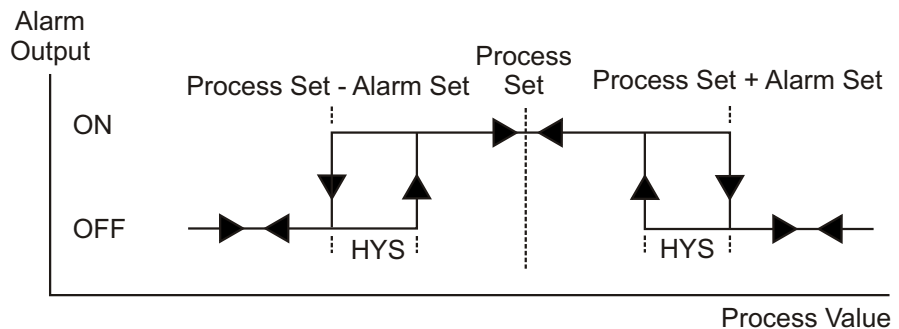 Alarm
Output
Process Set - Alarm Set
Process
Set
Process Set + Alarm Set
ON
OFF
HYS
HYS
Process Value